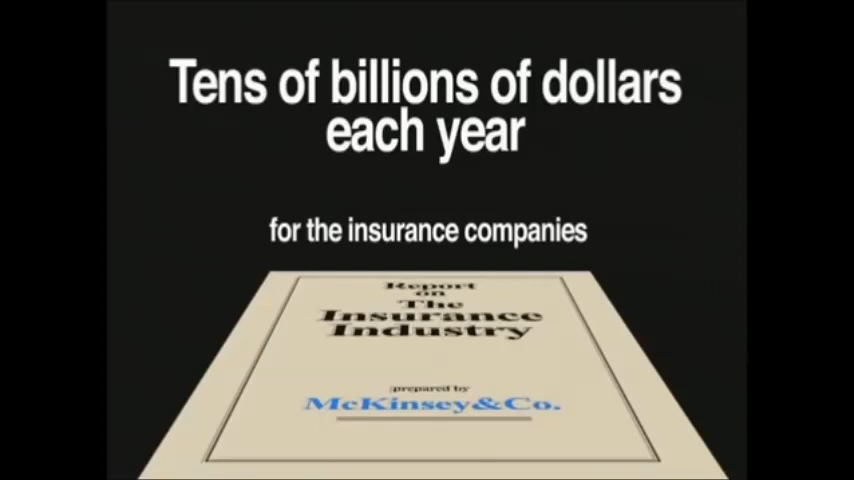 Tens of billions of dollars
each year
for the insurance companies
Report
on
The
Insurance
Industry
prepared by
McKinsey&Co.